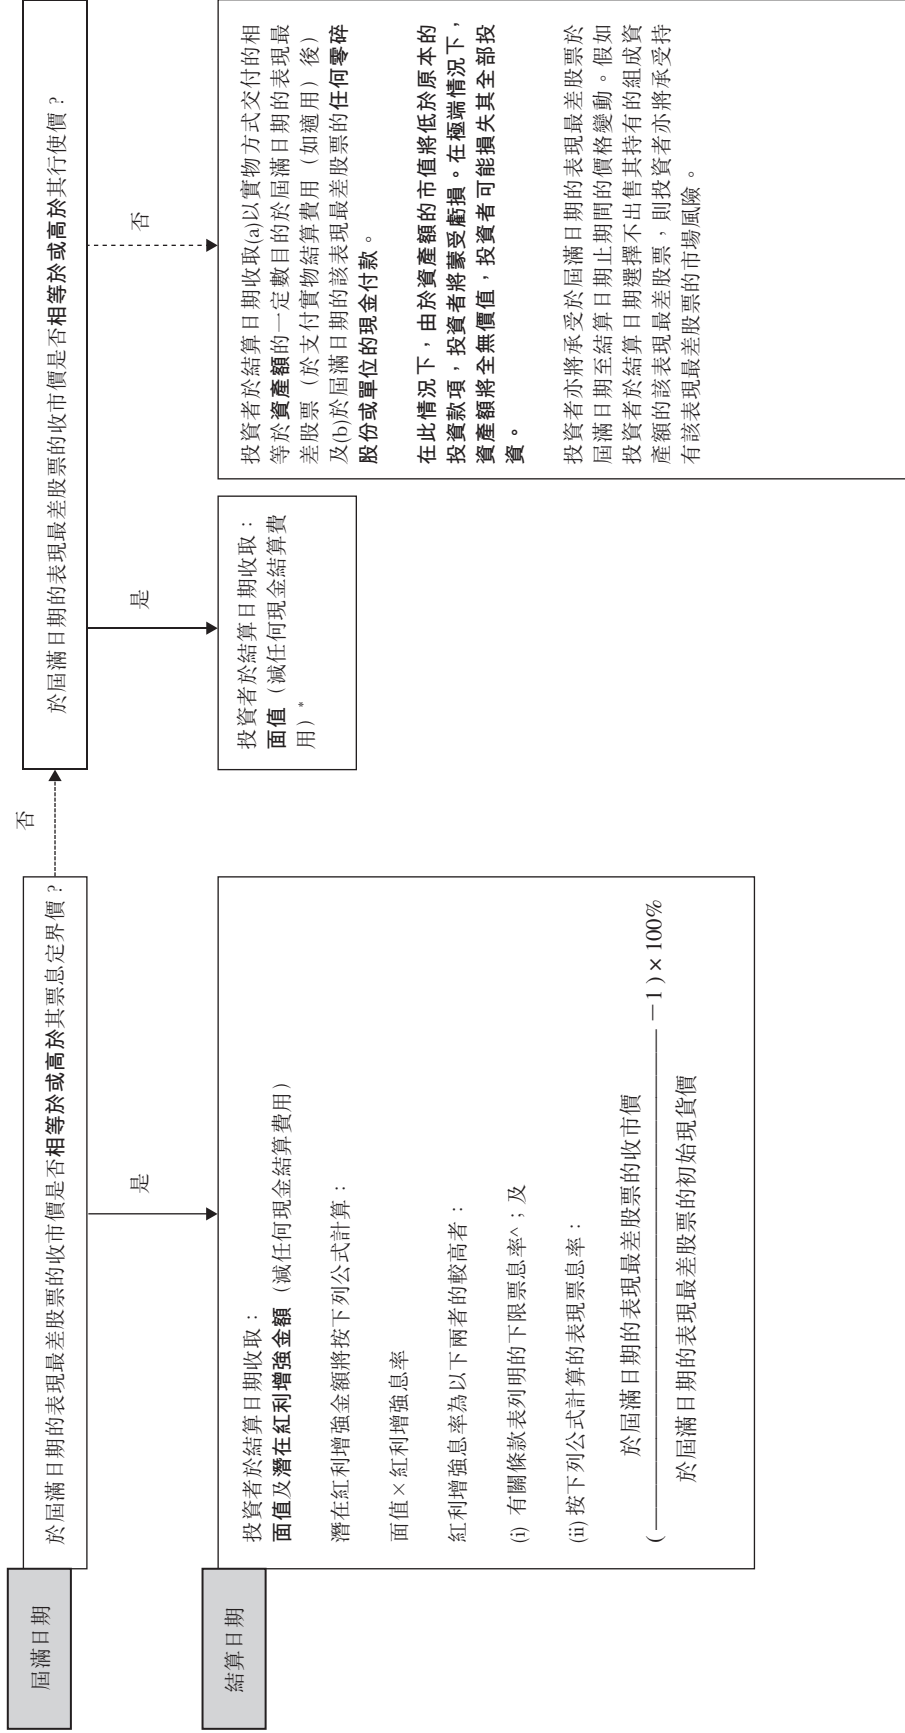 屆滿日期
於屆滿日期的表現最差股票的收市價是否相等於或高於其票息定界價？
否
於屆滿日期的表現最差股票的收市價是否相等於或高於其行使價？
是
是
否
結算日期
投資者於結算日期收取：
面值及潛在紅利增強金額（減任何現金結算費用）
潛在紅利增強金額將按下列公式計算：
面值×紅利增強息率
紅利增強息率為以下兩者的較高者：
(i) 有關條款表列明的下限票息率^；及
(ii) 按下列公式計算的表現票息率：
於屆滿日期的表現最差股票的收市價
( ──── －1 ) × 100%
於屆滿日期的表現最差股票的初始現貨價
投資者於結算日期收取：
面值（減任何現金結算費
用）*
投資者於結算日期收取(a)以實物方式交付的相
等於資產額的一定數目的於屆滿日期的表現最
差股票（於支付實物結算費用（如適用）後）
及(b)於屆滿日期的該表現最差股票的任何零碎
股份或單位的現金付款。
在此情況下，由於資產額的市值將低於原本的
投資款項，投資者將蒙受虧損。在極端情況下，
資產額將全無價值，投資者可能損失其全部投
資。
投資者亦將承受於屆滿日期的表現最差股票於
屆滿日期至結算日期止期間的價格變動。假如
投資者於結算日期選擇不出售其持有的組成資
產額的該表現最差股票，則投資者亦將承受持
有該表現最差股票的市場風險。